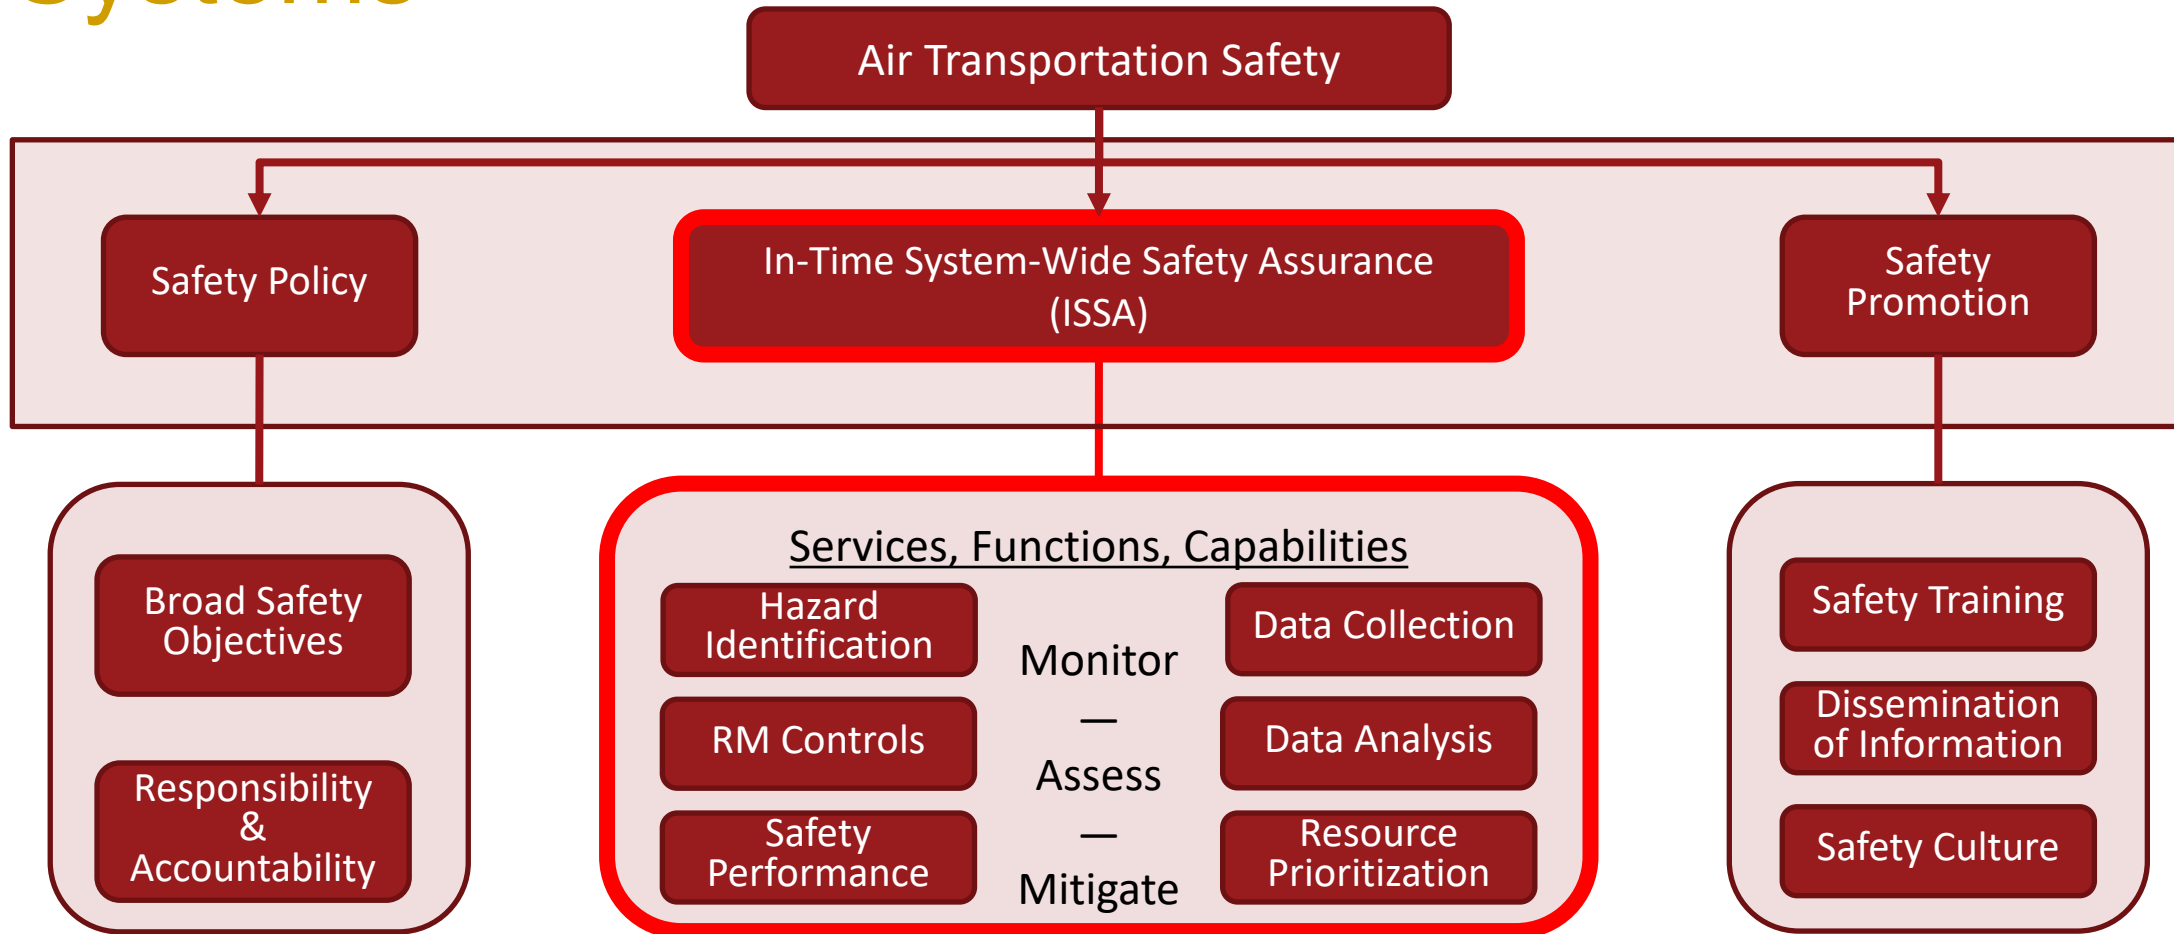 Systems
Air Transportation Safety
Safety Policy
In-Time System-Wide Safety Assurance
(ISSA)
Safety
Promotion
Broad Safety
Objectives
Responsibility
&
Accountability
Services, Functions, Capabilities
Hazard
Identification
RM Controls
Safety
Performance
Monitor
—
Assess
—
Mitigate
Data Collection
Data Analysis
Resource
Prioritization
Safety Training
Dissemination
of Information
Safety Culture